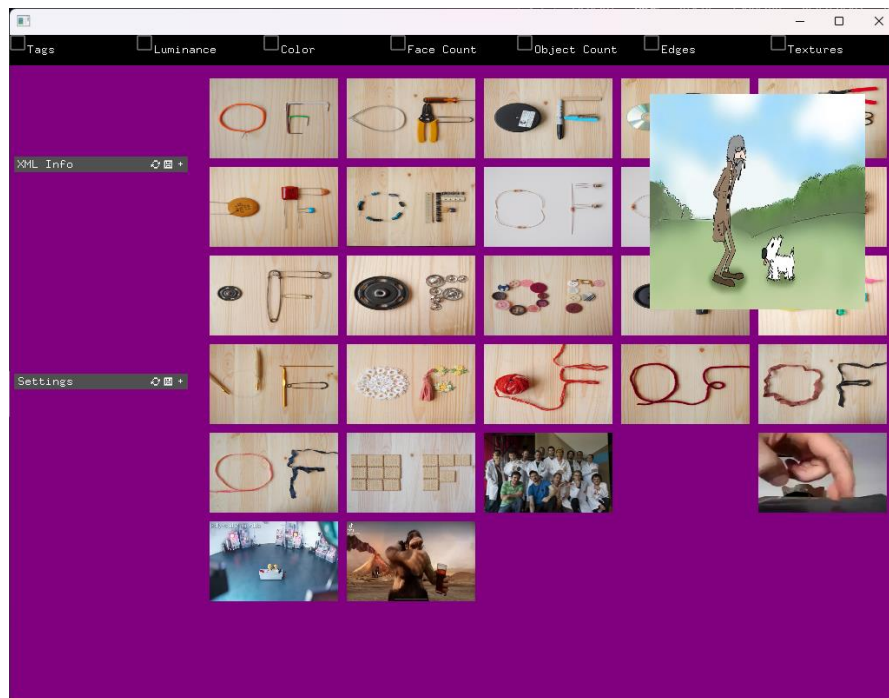 Tags Luminance Color Face Count Object Count Edges Textures
XML Info
Settings